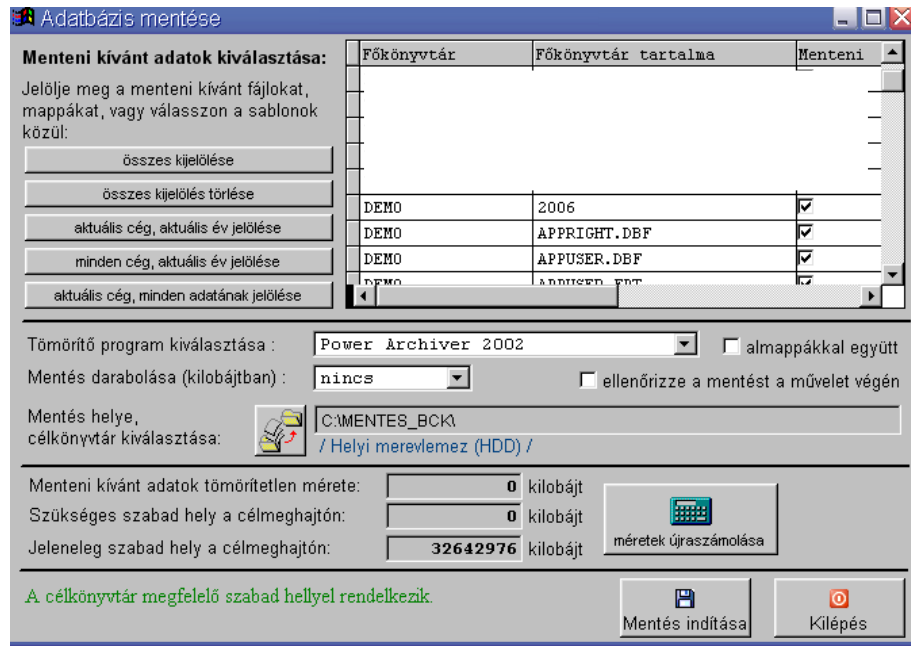 Adatbázis mentése
Menteni kívánt adatok kiválasztása:
Jelölje meg a menteni kívánt fájlokat,
mappákat, vagy válasszon a sablonok
közül:
összes kijelölése
összes kijelölés törlése
aktuális cég, aktuális év jelölése
minden cég, aktuális év jelölése
aktuális cég, minden adatának jelölése
Főkönyvtár Főkönyvtár tartalma Menteni
DEMO 2006
DEMO APPRIGHT.DBF
DEMO APPUSER.DBF
DEMO APPUSER.FPT
Tömörítő program kiválasztása : Power Archiver 2002 almappákkal együtt
Mentés darabolása (kilobájtban) : nincs ellenőrizze a mentést a művelet végén
Mentés helye,
célkönyvtár kiválasztása:
C:\MENTES_BCK\
/ Helyi merevlemez (HDD) /
Menteni kívánt adatok tömörítetlen mérete: 0 kilobájt
Szükséges szabad hely a célmeghajtón: 0 kilobájt
Jeleneleg szabad hely a célmeghajtón: 32642976 kilobájt
méretek újraszámolása
A célkönyvtár megfelelő szabad hellyel rendelkezik.
Mentés indítása
Kilépés